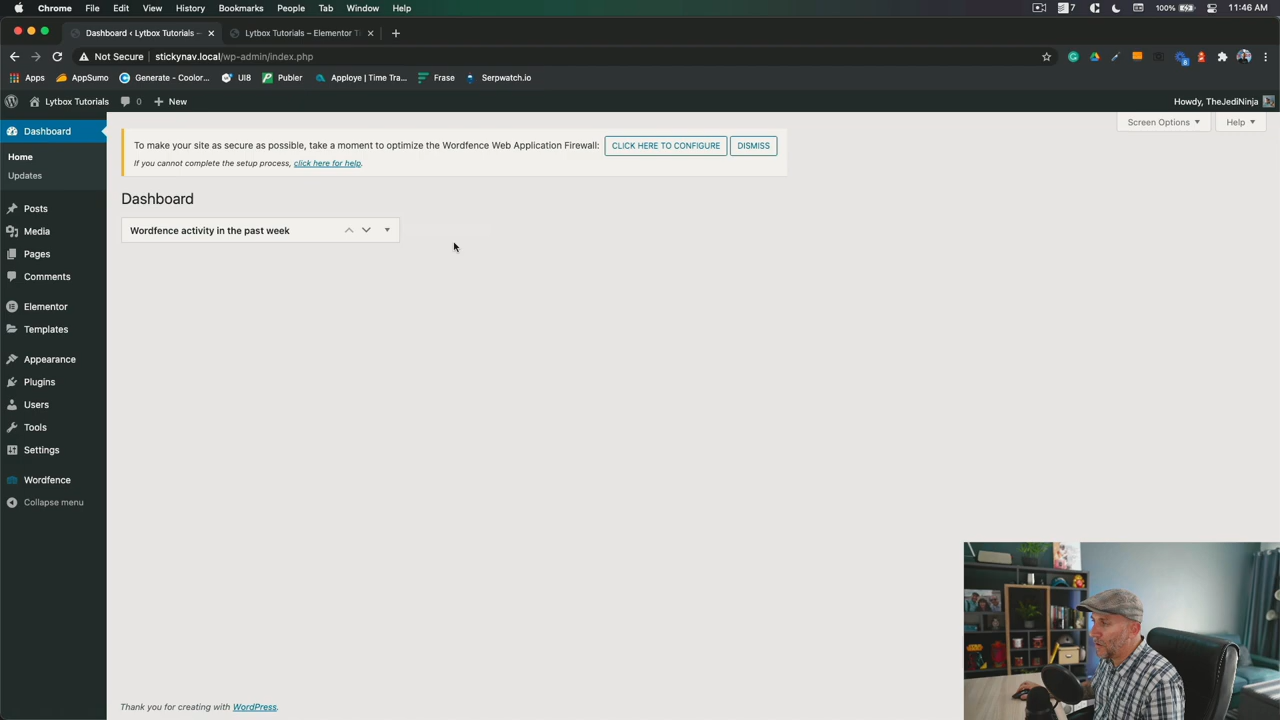 Chrome File Edit View History Bookmarks People Tab Window Help 7 100% 11:46 AM
Dashboard ‹ Lytbox Tutorials – Lytbox Tutorials – Elementor T
Not Secure stickynav.local/wp-admin/index.php
Apps AppSumo Generate - Coolor... UI8 Publer Apploye | Time Tra... Frase Serpwatch.io
Lytbox Tutorials 0 New Howdy, TheJediNinja
Dashboard
Screen Options Help
To make your site as secure as possible, take a moment to optimize the Wordfence Web Application Firewall: CLICK HERE TO CONFIGURE DISMISS
If you cannot complete the setup process, click here for help.
Home
Updates
Dashboard
Posts
Wordfence activity in the past week
Media
Pages
Comments
Elementor
Templates
Appearance
Plugins
Users
Tools
Settings
Wordfence
Collapse menu
Thank you for creating with WordPress.